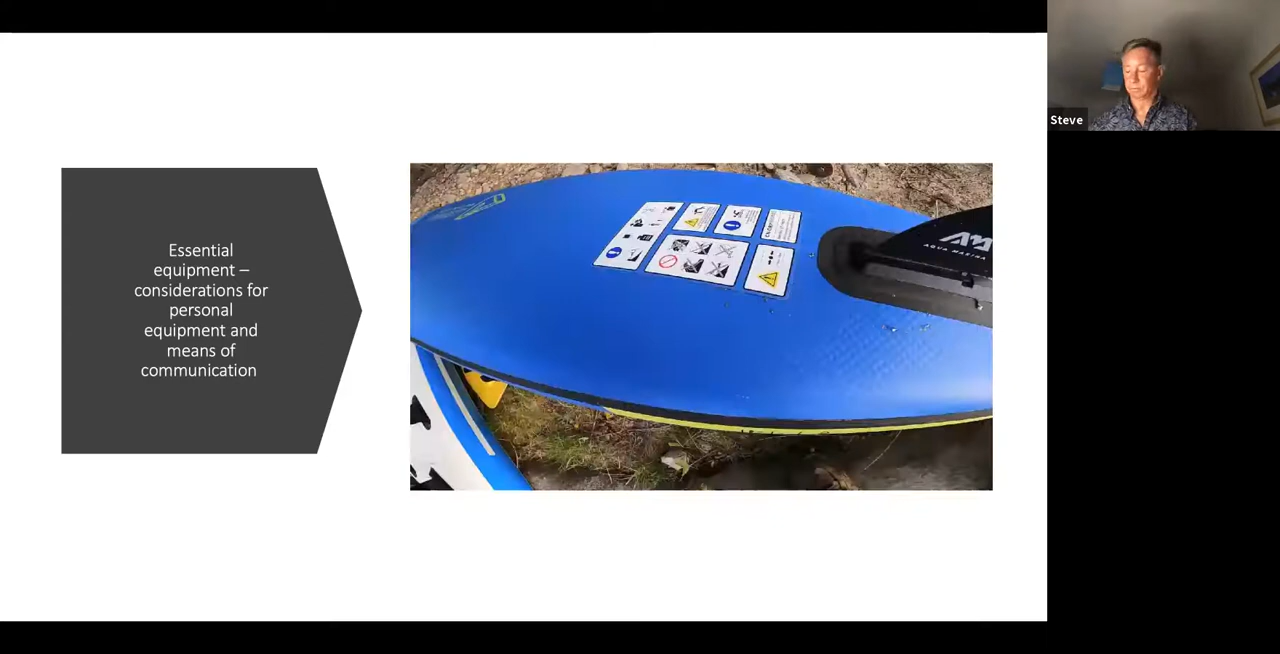 Essential
equipment –
considerations for
personal
equipment and
means of
communication
AQUA MARINA
Steve